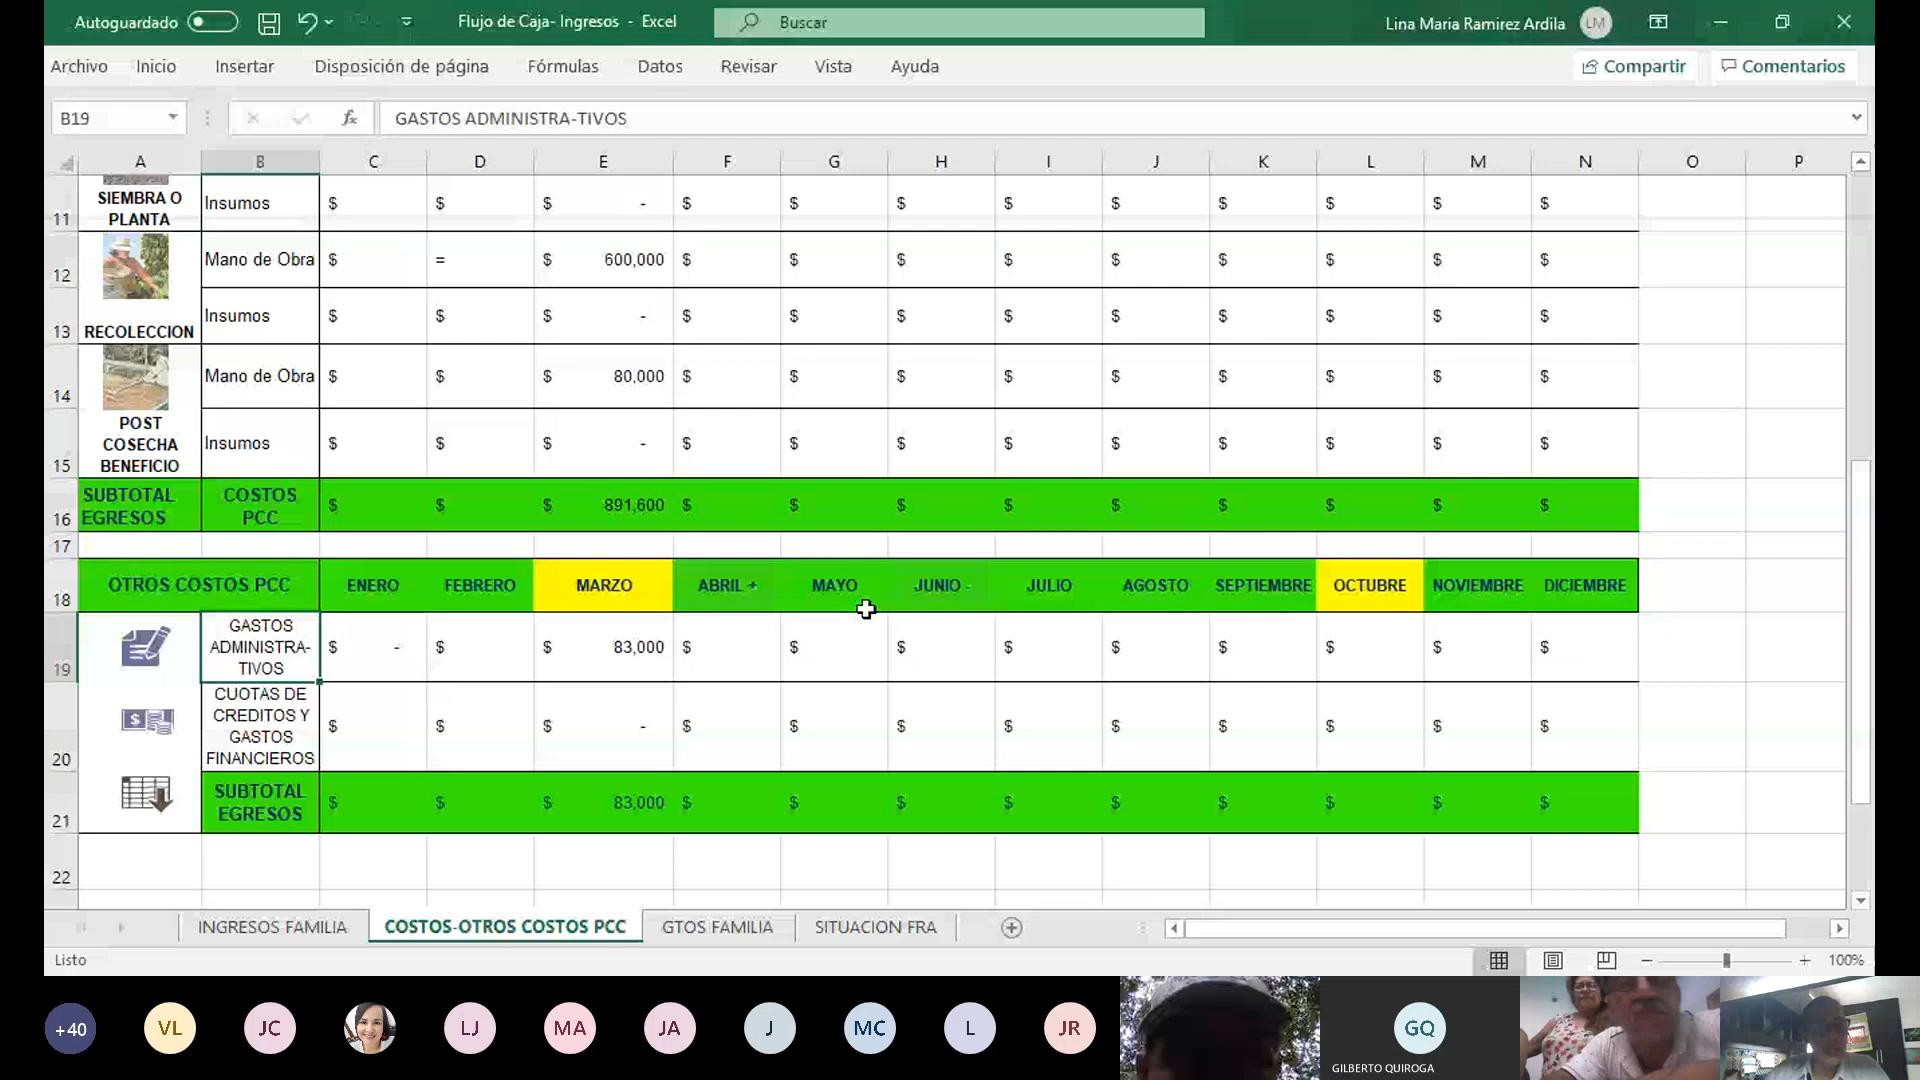 Autoguardado
Flujo de Caja- Ingresos - Excel
Buscar
Lina Maria Ramirez Ardila LM
Archivo Inicio Insertar Disposición de página Fórmulas Datos Revisar Vista Ayuda Compartir Comentarios
B19 fx GASTOS ADMINISTRA-TIVOS
A B C D E F G H I J K L M N O P
SIEMBRA O
PLANTA
11 Insumos $ $ $ - $ $ $ $ $ $ $ $ $
12 Mano de Obra $ = $ 600,000 $ $ $ $ $ $ $ $ $
13 RECOLECCION Insumos $ $ $ - $ $ $ $ $ $ $ $ $
14 Mano de Obra $ $ $ 80,000 $ $ $ $ $ $ $ $ $
POST
COSECHA
BENEFICIO
15 Insumos $ $ $ - $ $ $ $ $ $ $ $ $
SUBTOTAL
EGRESOS
COSTOS
PCC
16 $ $ $ 891,600 $ $ $ $ $ $ $ $ $
17
18 OTROS COSTOS PCC ENERO FEBRERO MARZO ABRIL + MAYO JUNIO - JULIO AGOSTO SEPTIEMBRE OCTUBRE NOVIEMBRE DICIEMBRE
GASTOS
ADMINISTRA-
TIVOS
19 $ - $ $ 83,000 $ $ $ $ $ $ $ $ $
CUOTAS DE
CREDITOS Y
GASTOS
FINANCIEROS
20 $ $ $ - $ $ $ $ $ $ $ $ $
SUBTOTAL
EGRESOS
21 $ $ $ 83,000 $ $ $ $ $ $ $ $ $
22
INGRESOS FAMILIA COSTOS-OTROS COSTOS PCC GTOS FAMILIA SITUACION FRA
Listo 100%
+40 VL JC LJ MA JA J MC L JR GQ
GILBERTO QUIROGA